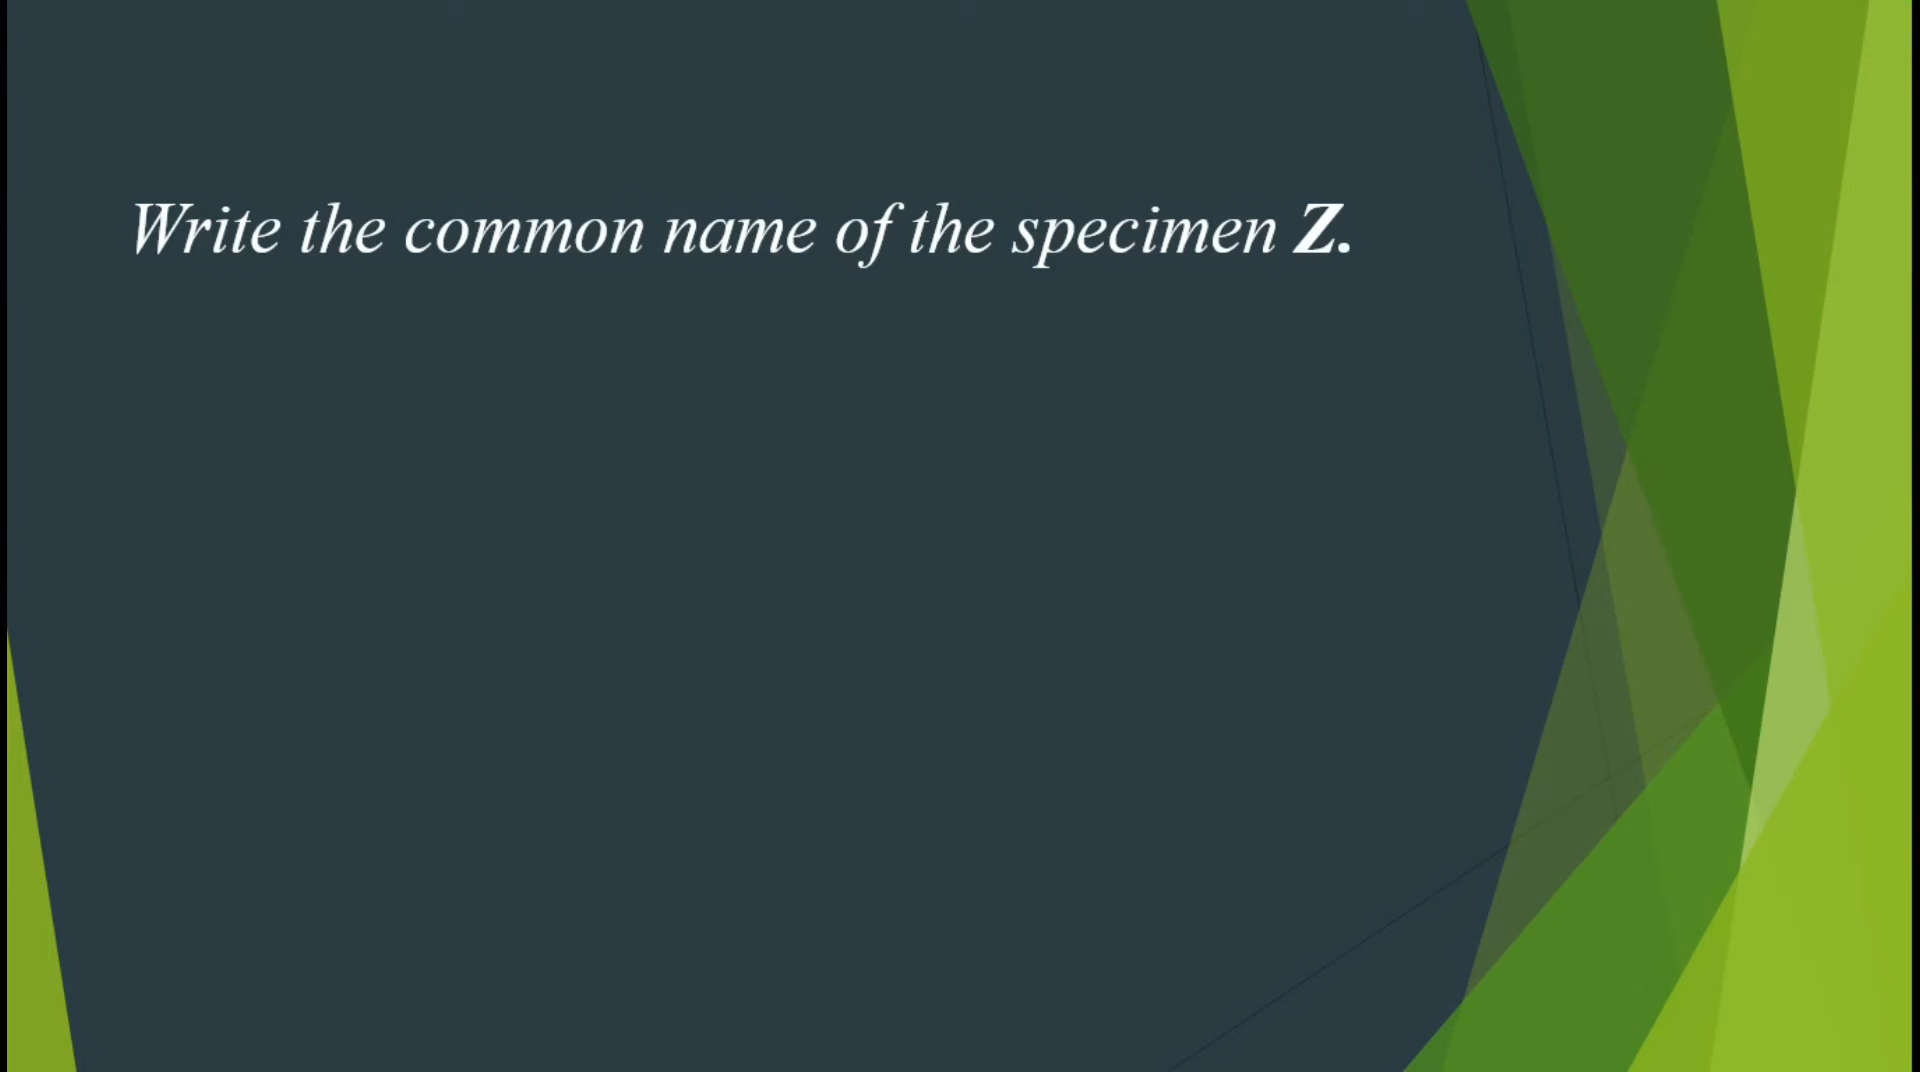 Write the common name of the specimen Z.